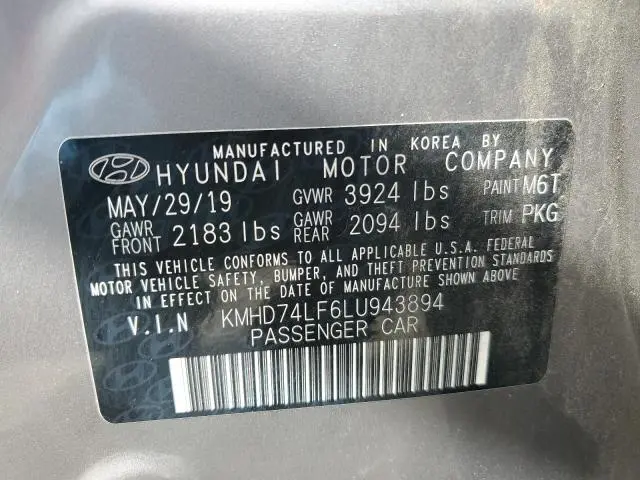 MANUFACTURED IN KOREA BY
HYUNDAI MOTOR COMPANY
MAY/29/19 GVWR 3924 lbs PAINT M6T
GAWR FRONT 2183 lbs GAWR REAR 2094 lbs TRIM PKG
THIS VEHICLE CONFORMS TO ALL APPLICABLE U.S.A. FEDERAL
MOTOR VEHICLE SAFETY, BUMPER, AND THEFT PREVENTION STANDARDS
IN EFFECT ON THE DATE OF MANUFACTURE SHOWN ABOVE
V.I.N KMHD74LF6LU943894
PASSENGER CAR